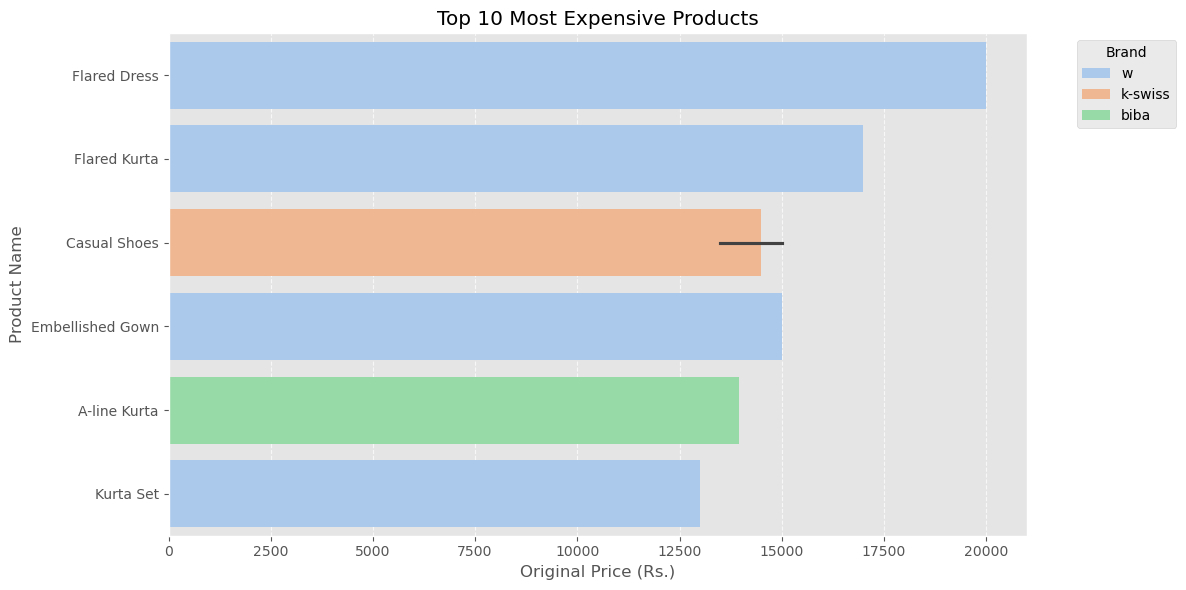 Top 10 Most Expensive Products
Brand
w
k-swiss
biba
Product Name
Flared Dress
Flared Kurta
Casual Shoes
Embellished Gown
A-line Kurta
Kurta Set
0 2500 5000 7500 10000 12500 15000 17500 20000
Original Price (Rs.)